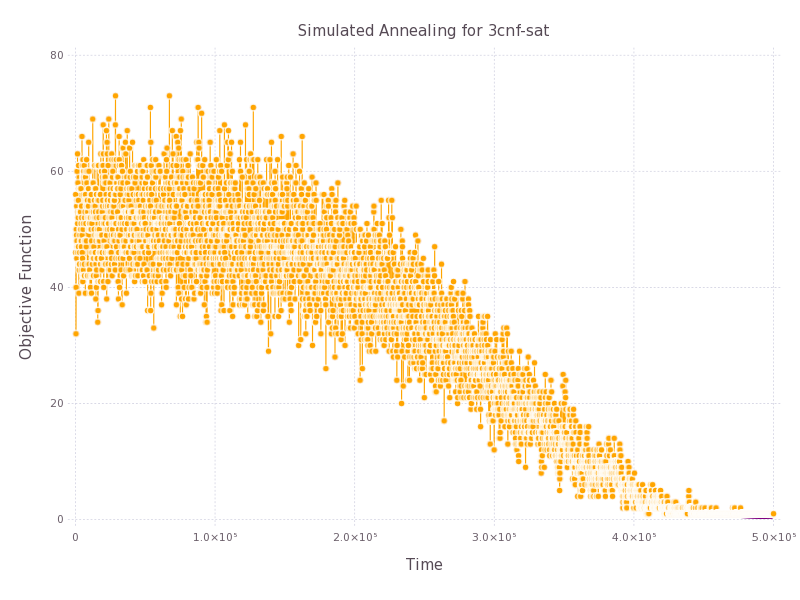 Simulated Annealing for 3cnf-sat
80
60
40
20
0
Objective Function
0 1.0×10⁵ 2.0×10⁵ 3.0×10⁵ 4.0×10⁵ 5.0×10⁵
Time